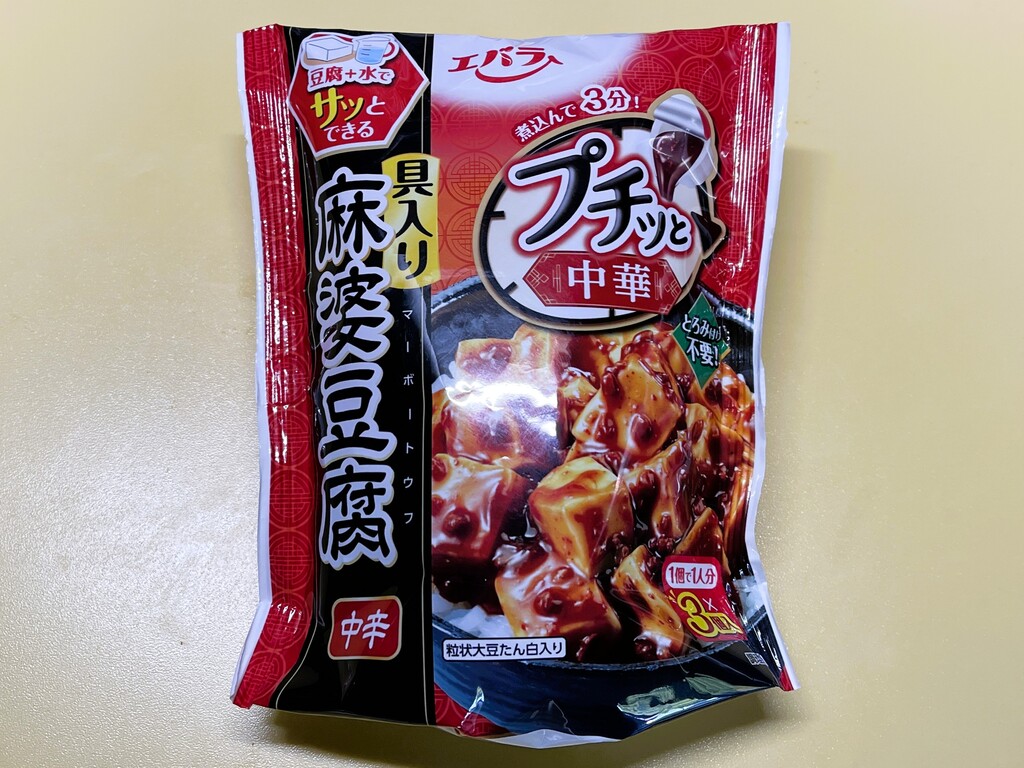 豆腐+水で
サッと
できる
エバラ
煮込んで3分!
プチッと
中華
具入り
麻婆豆腐
マーボートウフ
とろみ付け
不要!
中辛
1個で1人分
×3個入
粒状大豆たん白入り